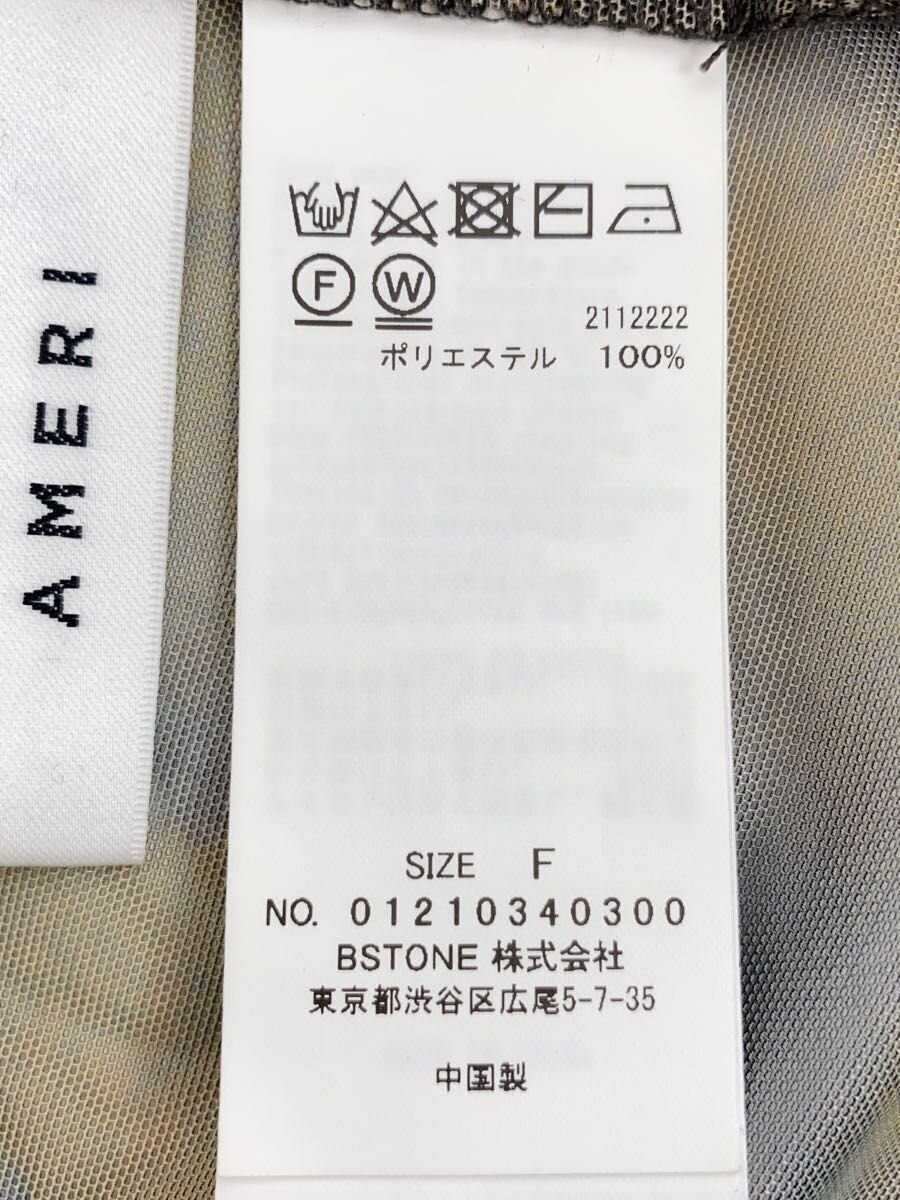 AMERI
F W
2112222
ポリエステル 100%
SIZE F
NO. 01210340300
BSTONE 株式会社
東京都渋谷区広尾5-7-35
中国製